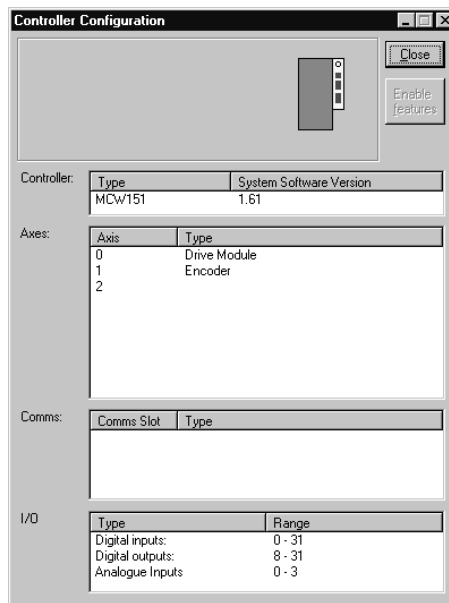 Controller Configuration
Close
Enable
features
Controller:
Type System Software Version
MCW151 1.61
Axes:
Axis Type
0 Drive Module
1 Encoder
2
Comms:
Comms Slot Type
I/O
Type Range
Digital inputs: 0 - 31
Digital outputs: 8 - 31
Analogue Inputs 0 - 3